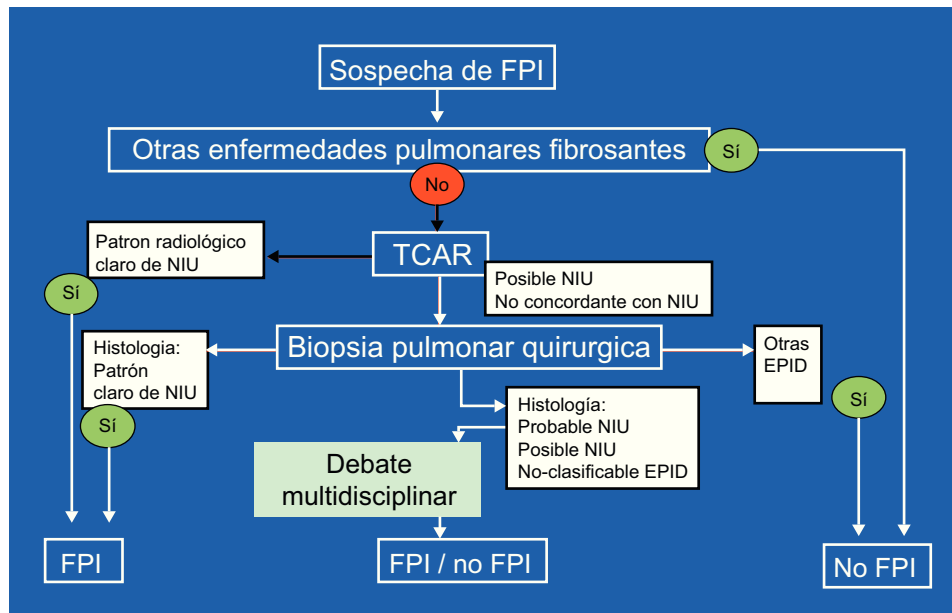 Sospecha de FPI
Otras enfermedades pulmonares fibrosantes
Sí
No
Patron radiológico
claro de NIU
TCAR
Posible NIU
No concordante con NIU
Sí
Histologia:
Patrón
claro de NIU
Biopsia pulmonar quirurgica
Otras
EPID
Sí
Sí
Histología:
Probable NIU
Posible NIU
No-clasificable EPID
Debate
multidisciplinar
FPI
FPI / no FPI
No FPI